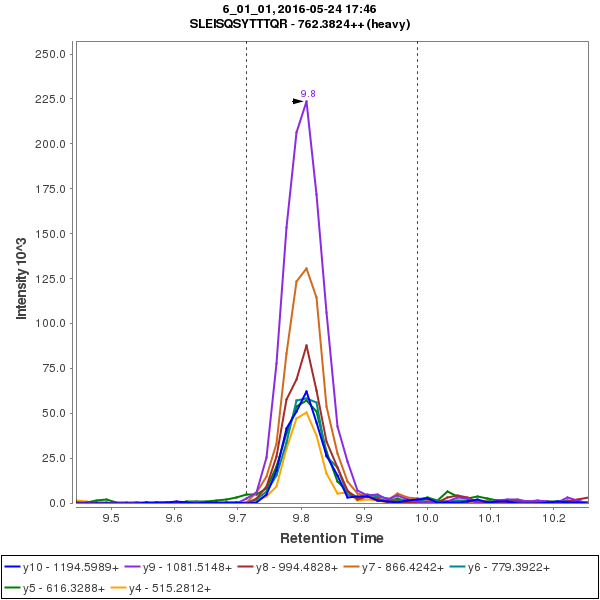 6_01_01, 2016-05-24 17:46
SLEISQSYTTTQR - 762.3824++ (heavy)
250.0
225.0
200.0
175.0
150.0
125.0
100.0
75.0
50.0
25.0
0.0
Intensity 10^3
9.8
9.5 9.6 9.7 9.8 9.9 10.0 10.1 10.2
Retention Time
y10 - 1194.5989+ y9 - 1081.5148+ y8 - 994.4828+ y7 - 866.4242+ y6 - 779.3922+
y5 - 616.3288+ y4 - 515.2812+